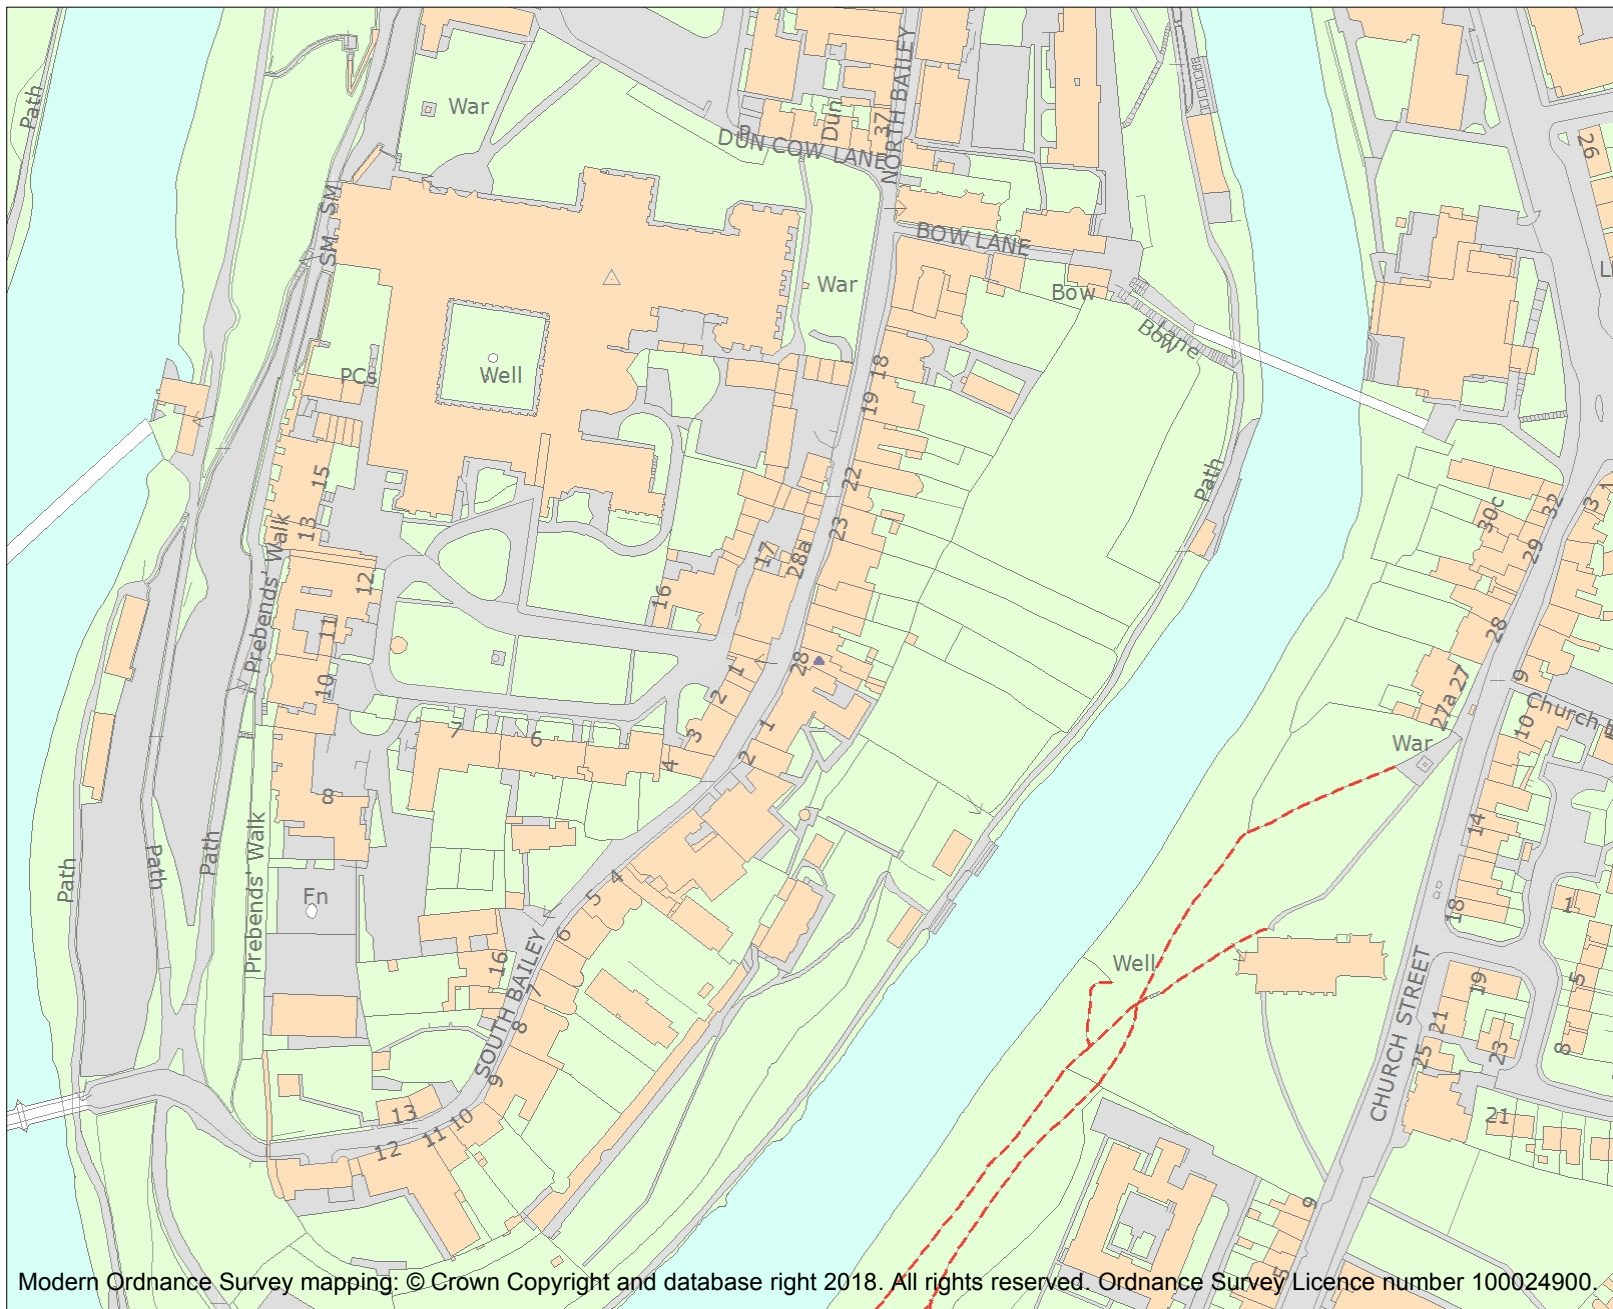 Path
War
Dun
37
NORTH BAILEY
DUN COW LANE
26
SM
SM
BOW LANE
War
Bow
Bow
Lane
PCs
Well
18
19
Path
15
22
30c
32
3
13
23
29
Prebends' Walk
17
28a
12
16
11
28
28
10
1
2
27
9
27a
Church
7
6
3
1
10
War
4
2
8
14
Prebends' Walk
Path
Path
Path
Fn
4
5
18
1
6
16
7
Well
19
5
SOUTH BAILEY
8
21
CHURCH STREET
25
23
8
9
13
10
11
12
21
9
5
Modern Ordnance Survey mapping: © Crown Copyright and database right 2018. All rights reserved. Ordnance Survey Licence number 100024900.